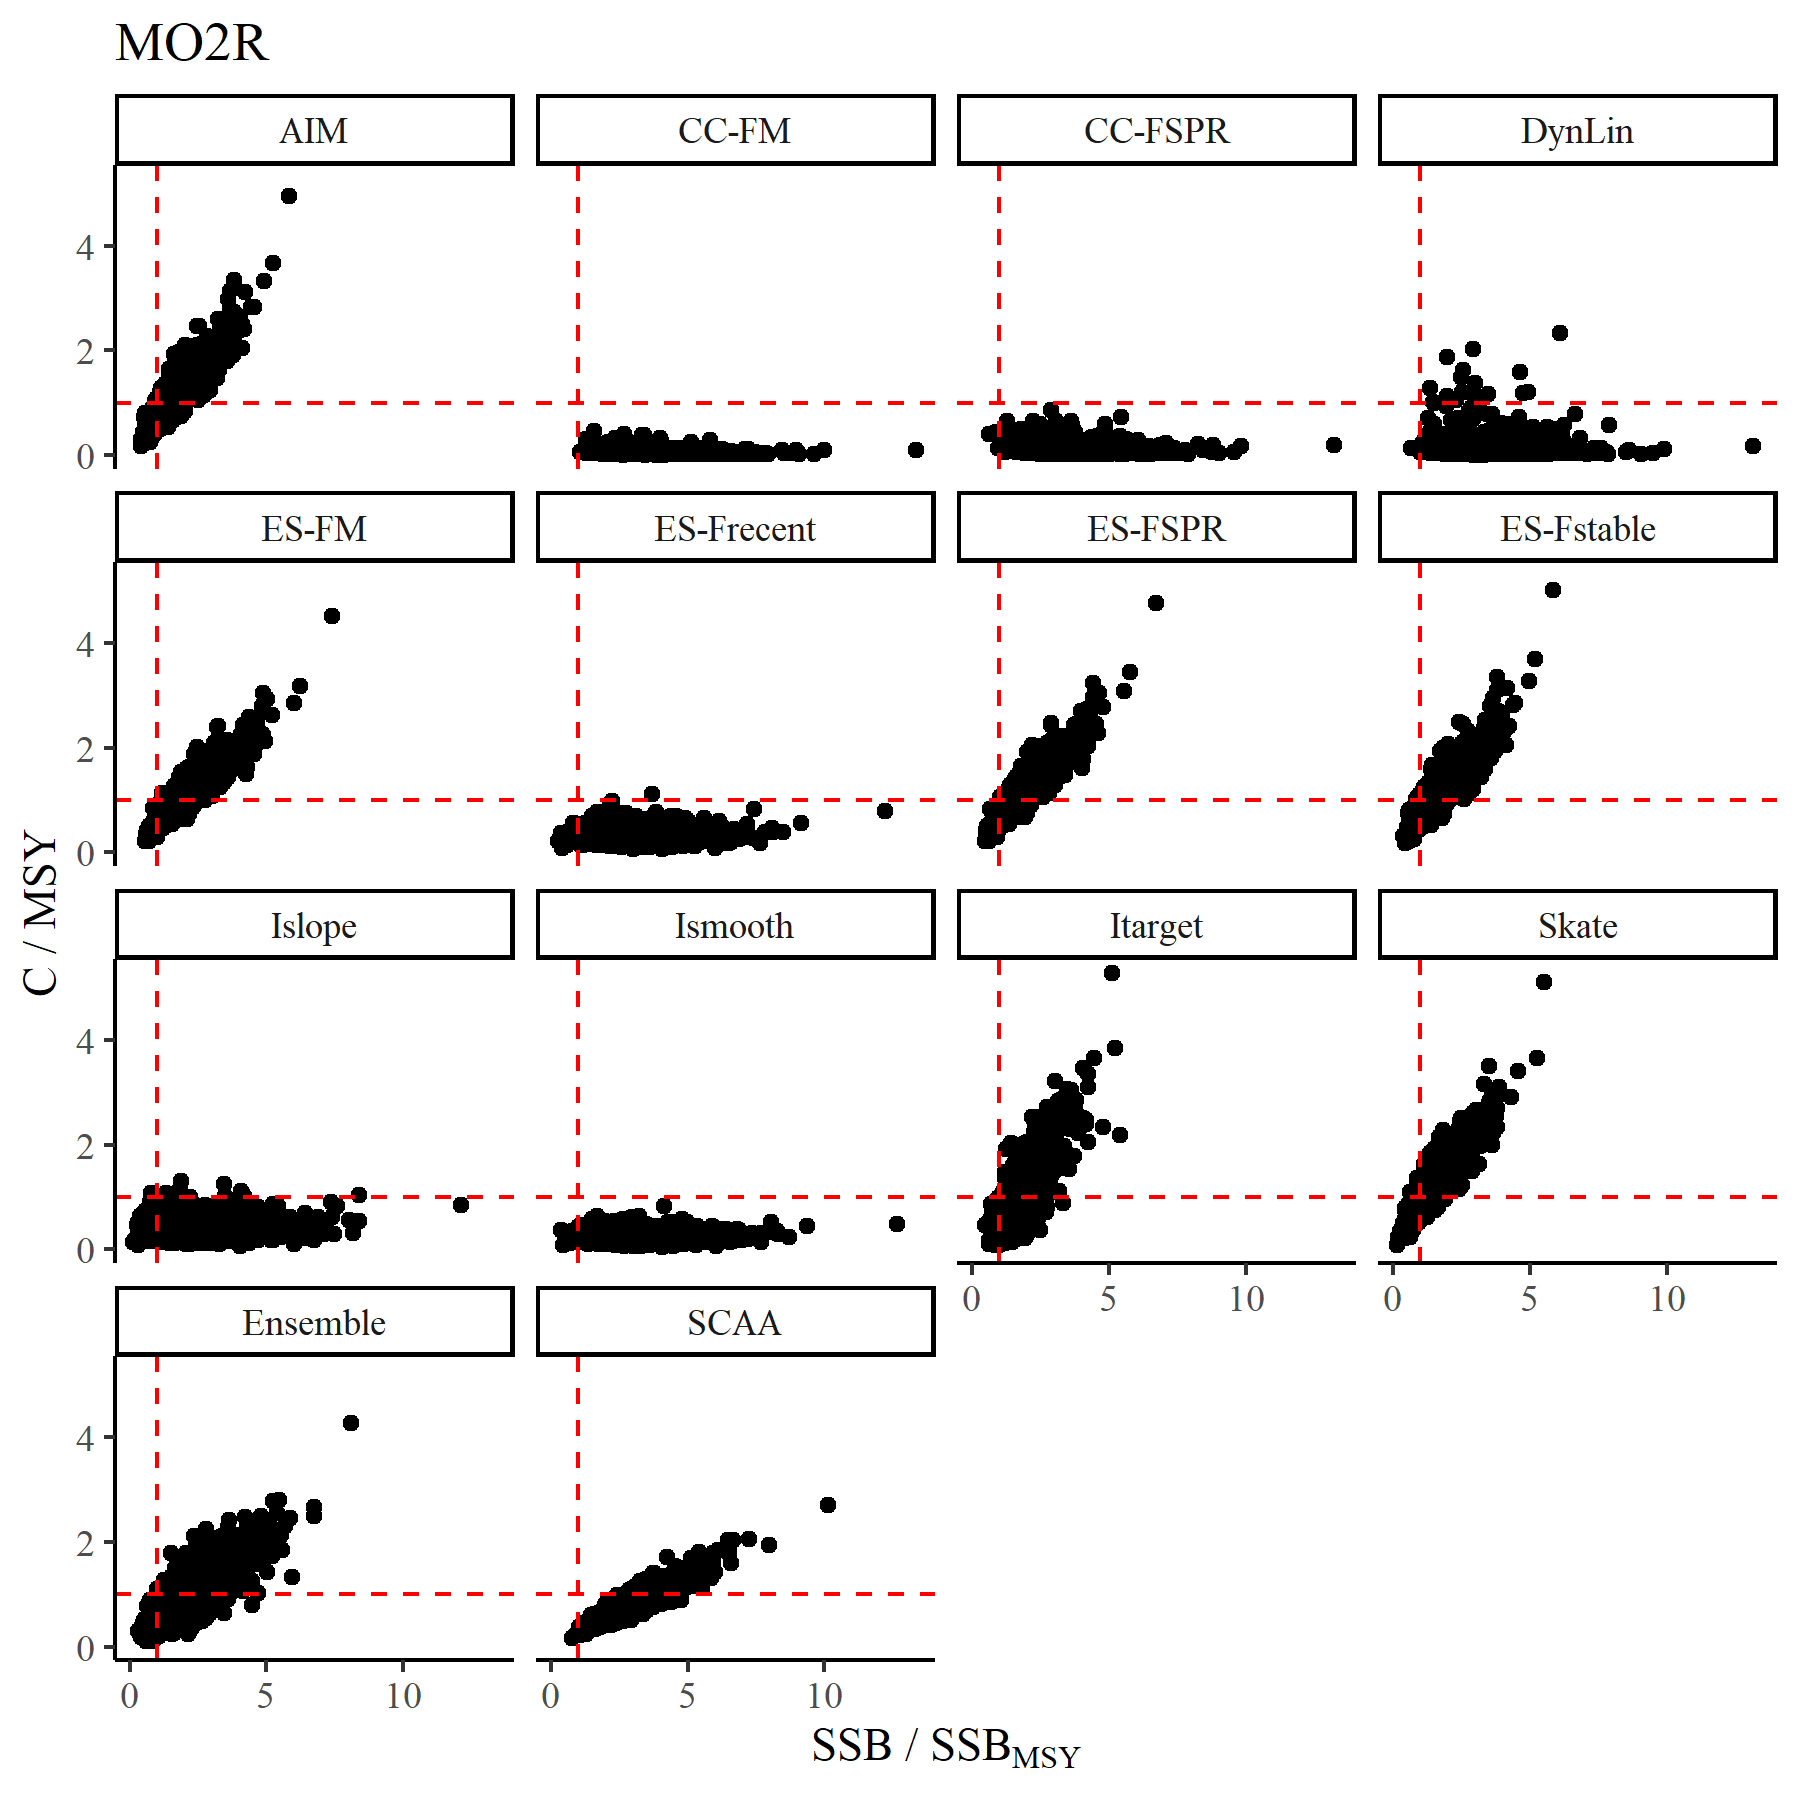 MO2R
AIM CC-FM CC-FSPR DynLin
4
2
0
ES-FM ES-Frecent ES-FSPR ES-Fstable
4
2
0
C / MSY
Islope Ismooth Itarget Skate
4
2
0
0 5 10 0 5 10
Ensemble SCAA
4
2
0
0 5 10 0 5 10
SSB / SSB_MSY